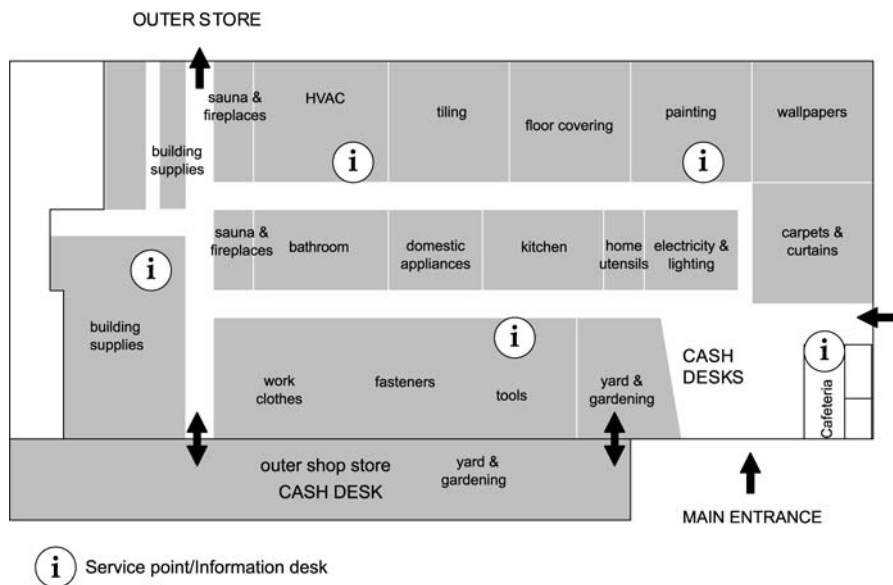 OUTER STORE
sauna &
fireplaces
HVAC
tiling
floor covering
painting
wallpapers
building
supplies
i
i
sauna &
fireplaces
bathroom
domestic
appliances
kitchen
home
utensils
electricity &
lighting
carpets &
curtains
i
building
supplies
i
i
work
clothes
fasteners
tools
yard &
gardening
CASH
DESKS
Cafeteria
outer shop store
CASH DESK
yard &
gardening
MAIN ENTRANCE
i Service point/Information desk